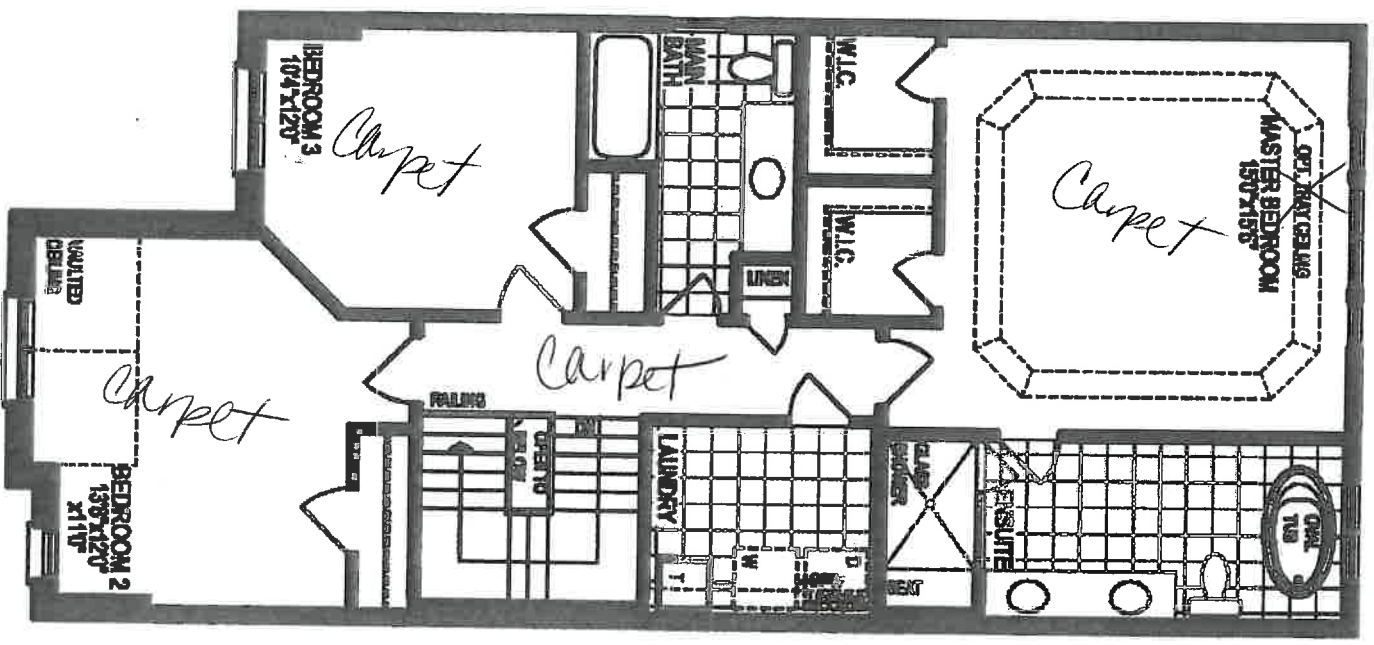 BEDROOM 3
10'4"x12'0"
Carpet
MAIN
BATH
W.I.C.
W.I.C.
LINEN
OPT. TRAY CEILING
MASTER BEDROOM
15'0"x15'6"
Carpet
VAULTED
CEILING
Carpet
BEDROOM 2
13'6"x12'0"
x11'0"
Carpet
RAILING
OPEN TO
BELOW
DN
LAUNDRY
T
W
D
GLASS
SHOWER
SEAT
ENSUITE
OVAL
TUB